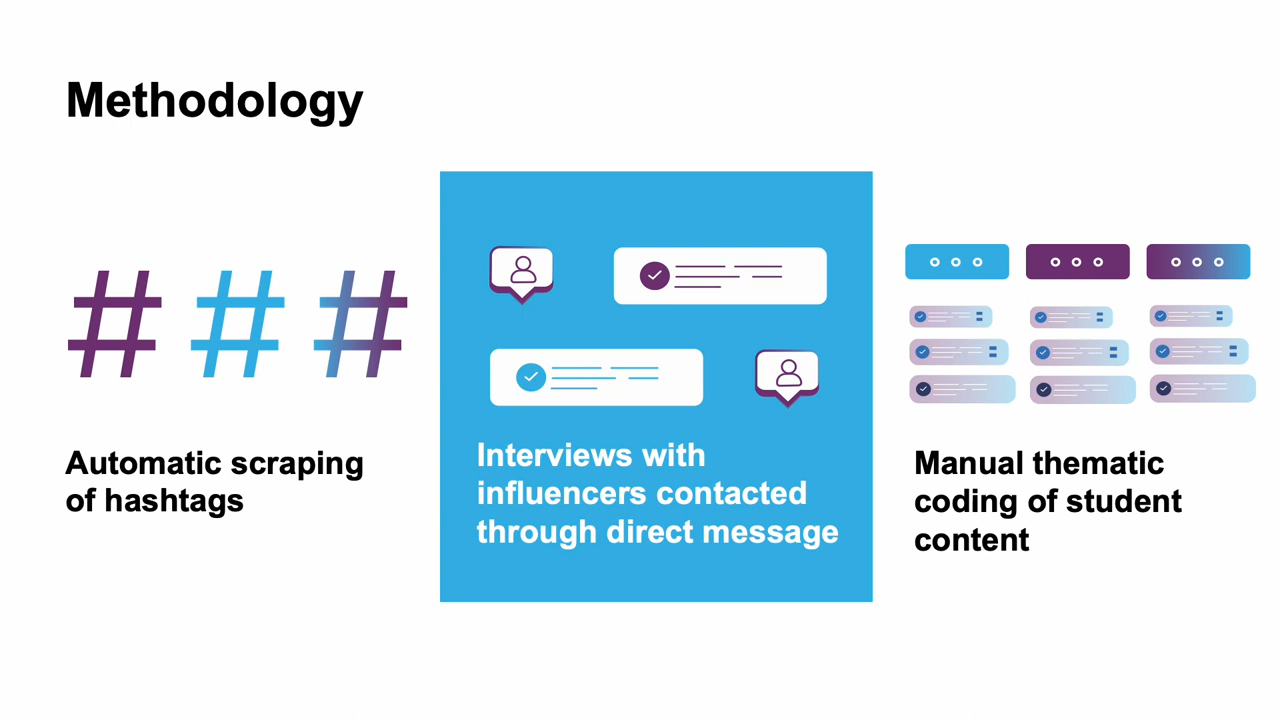 Methodology
Automatic scraping
of hashtags
Interviews with
influencers contacted
through direct message
Manual thematic
coding of student
content